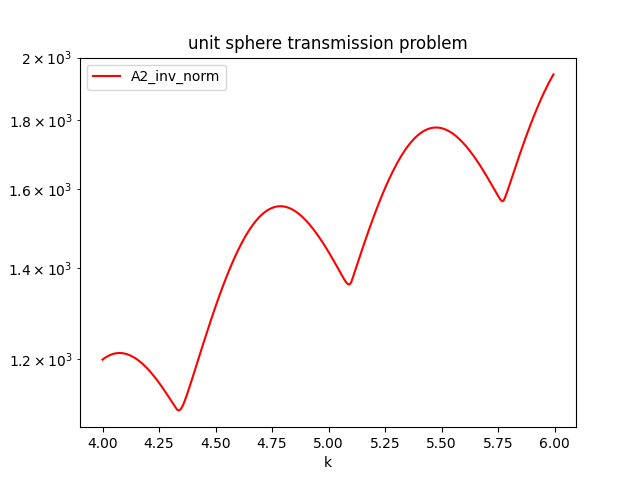 unit sphere transmission problem
A2_inv_norm
2 × 10³
1.8 × 10³
1.6 × 10³
1.4 × 10³
1.2 × 10³
4.00 4.25 4.50 4.75 5.00 5.25 5.50 5.75 6.00
k